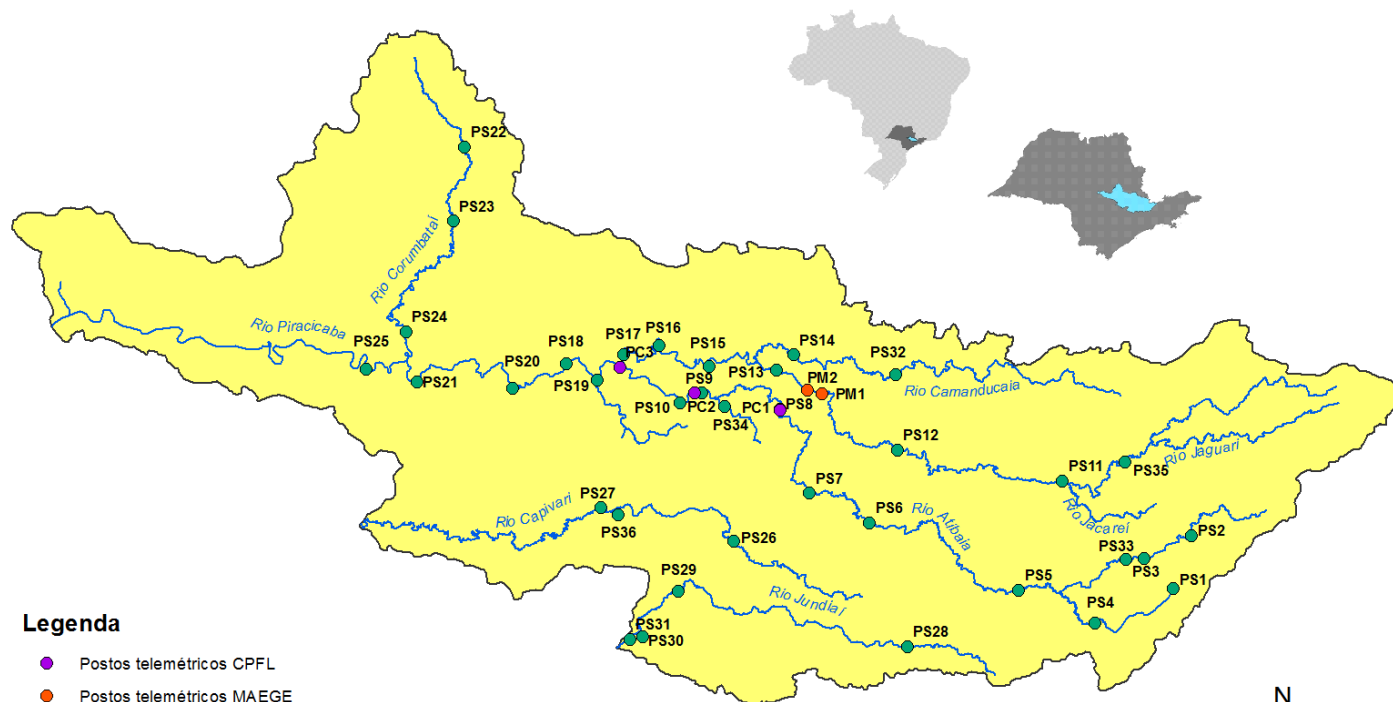 PS22
PS23
Rio Corumbataí
PS24
Rio Piracicaba
PS25
PS21
PS20
PS18
PS19
PS17
PC3
PS16
PS15
PS14
PS13
PS32
Rio Camanducaia
PM2
PM1
PS9
PS10
PC2
PS34
PC1
PS8
PS12
PS11
PS35
Rio Jaguari
Rio Jacareí
PS7
PS6
Rio Atibaia
PS27
PS36
Rio Capivari
PS26
PS2
PS33
PS3
PS1
PS5
PS4
PS29
Rio Jundiaí
PS28
PS31
PS30
Legenda
Postos telemétricos CPFL
Postos telemétricos MAEGE
N